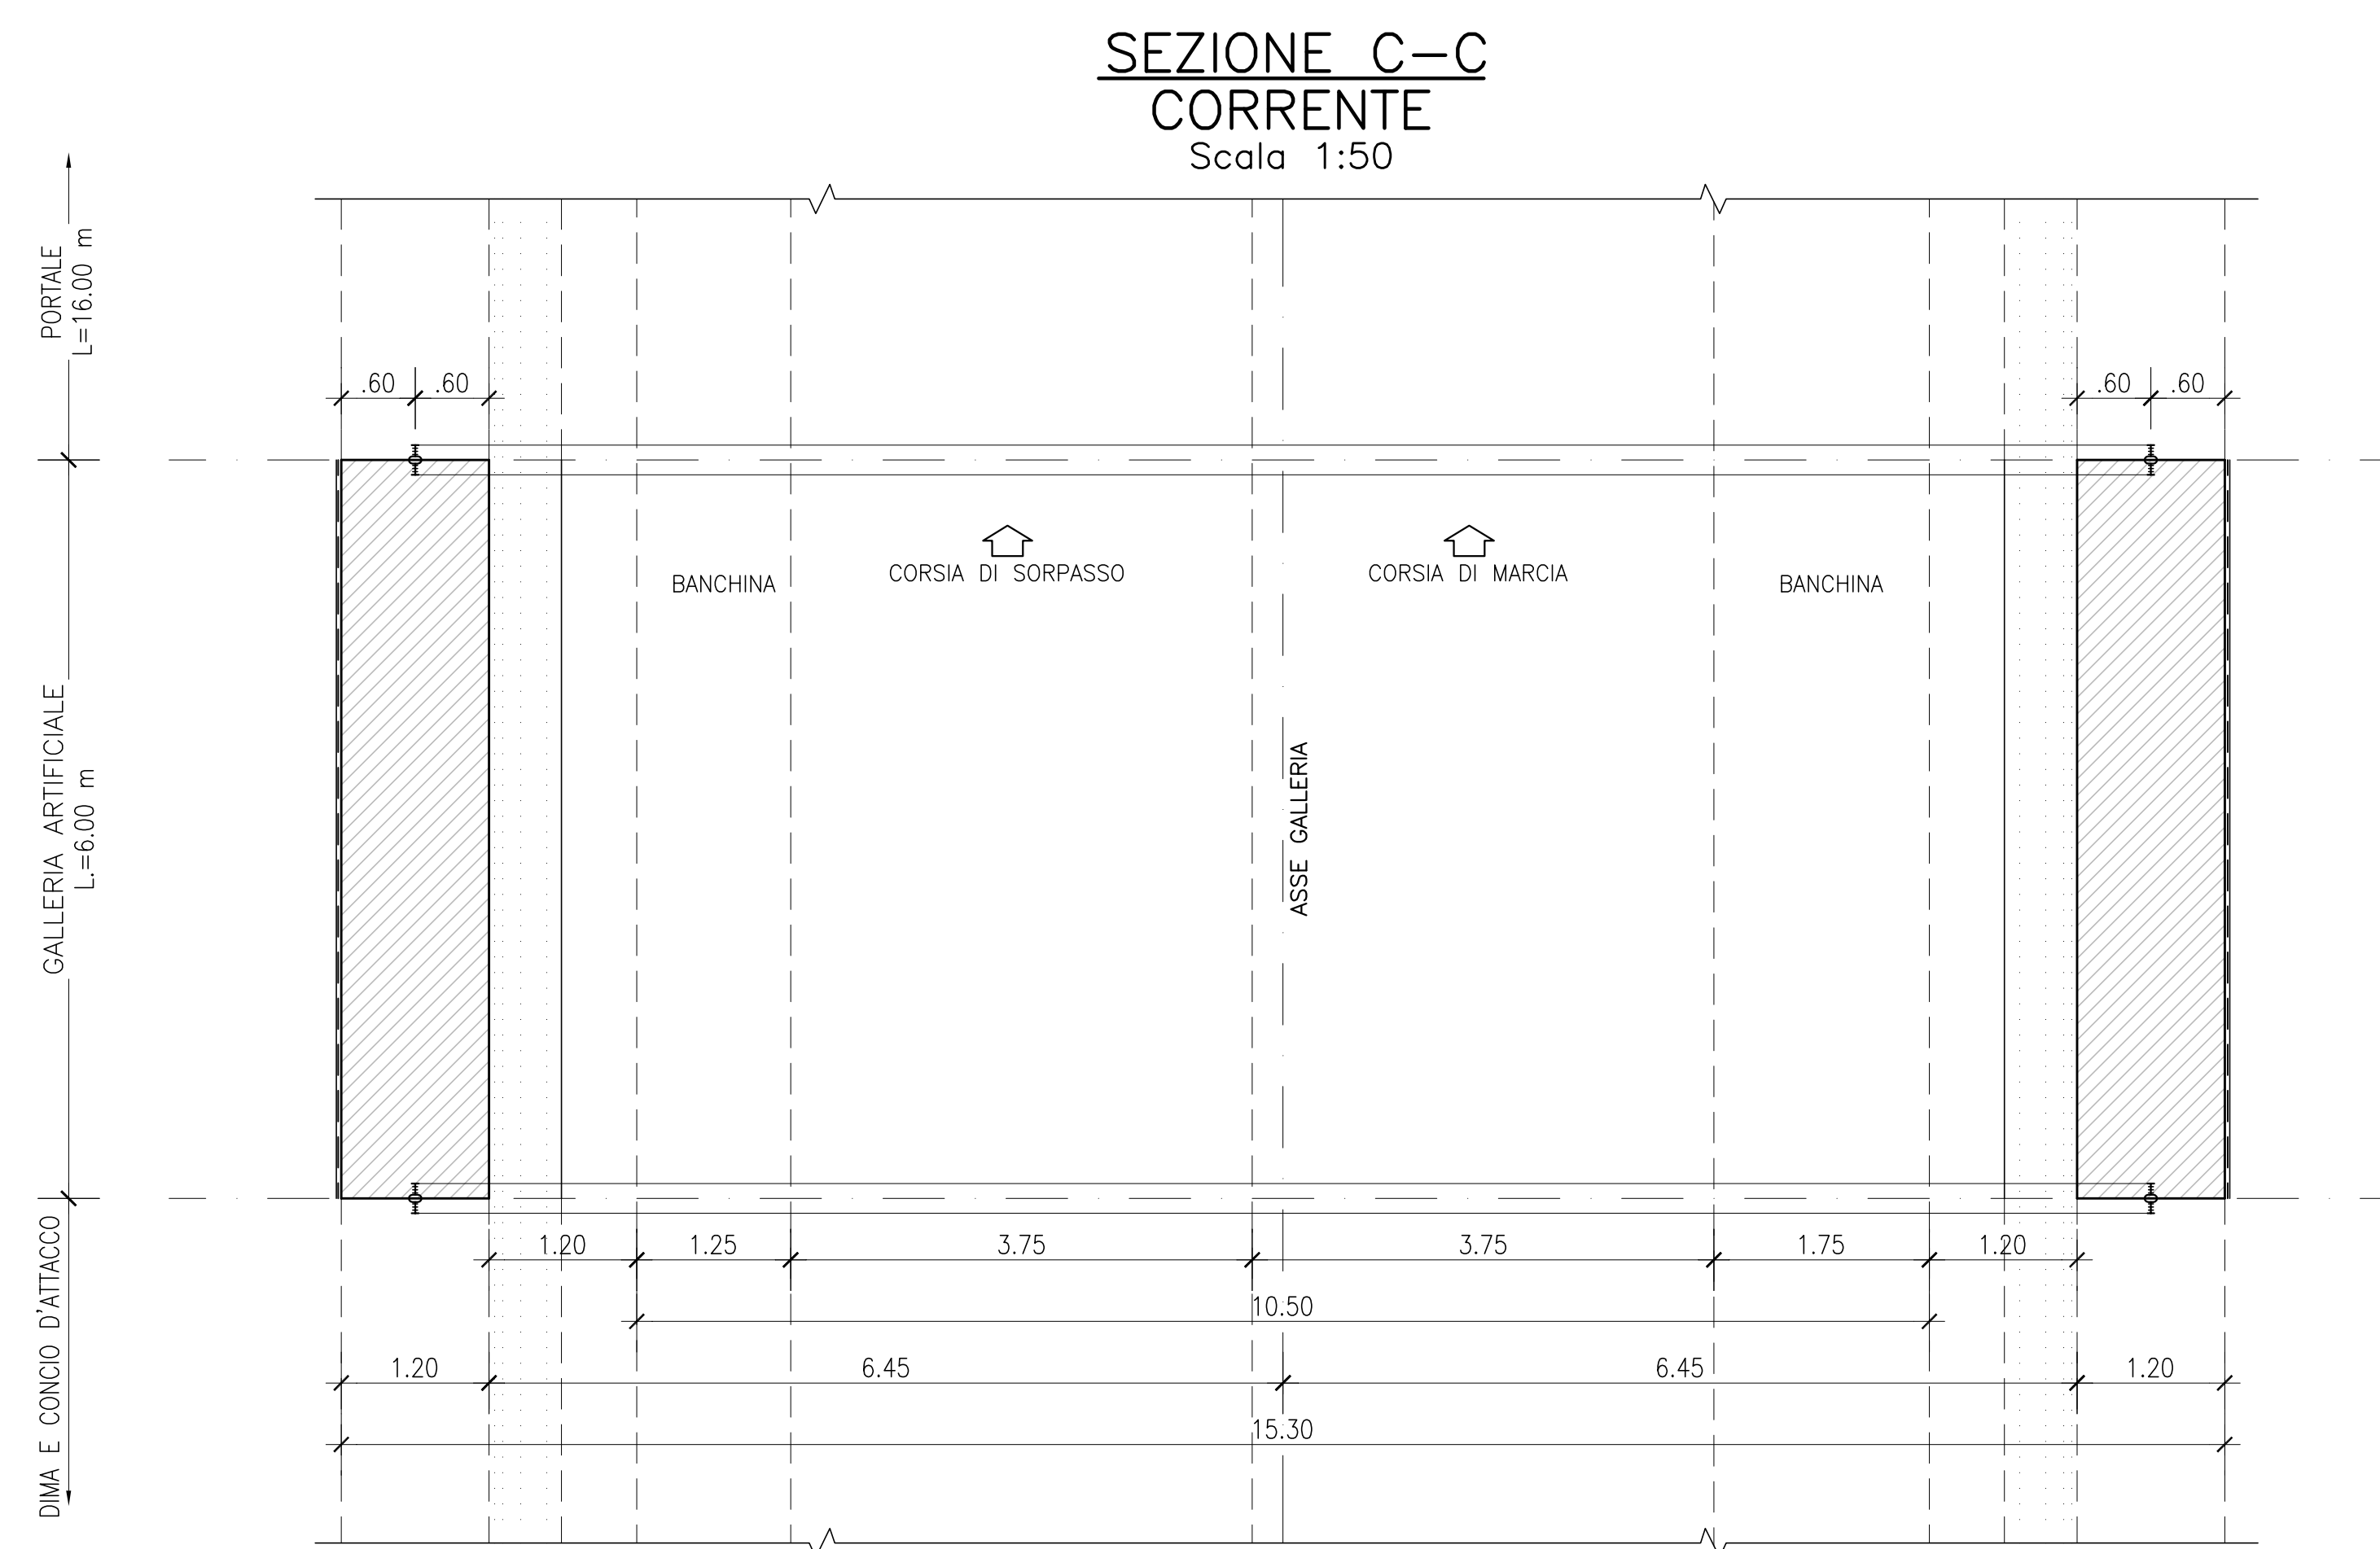 SEZIONE C-C
CORRENTE
Scala 1:50
PORTALE
L=16.00 m
.60
.60
.60
.60
CORSIA DI SORPASSO
CORSIA DI MARCIA
BANCHINA
BANCHINA
GALLERIA ARTIFICIALE
L.=6.00 m
ASSE GALLERIA
DIMA E CONCIO D'ATTACCO
1.20
1.25
3.75
3.75
1.75
1.20
10.50
1.20
6.45
6.45
1.20
15.30